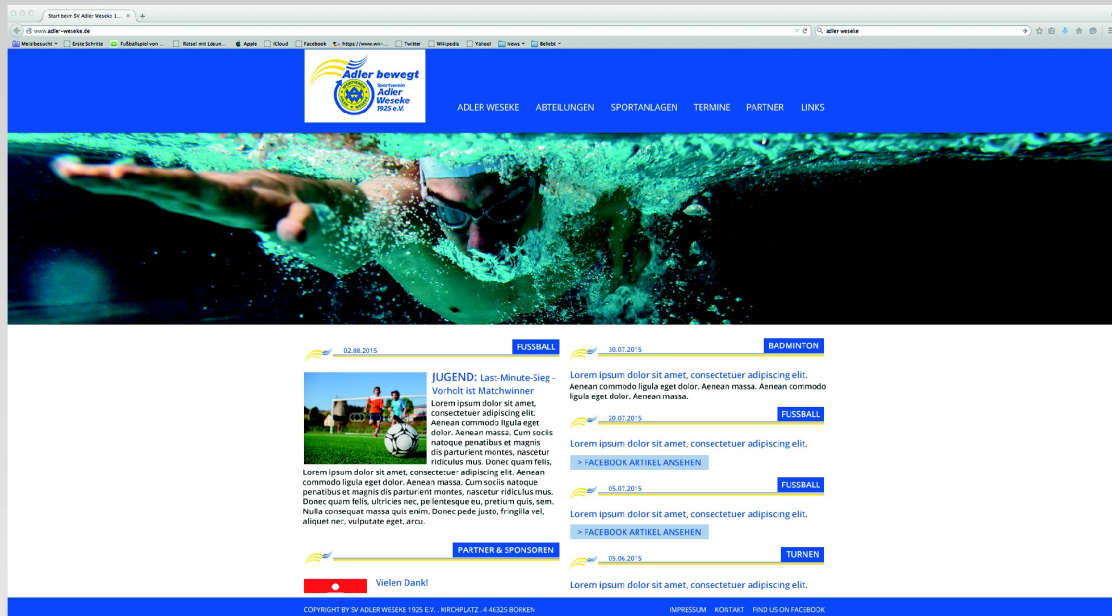 Start beim SV Adler Weseke 1...
www.adler-weseke.de
adler weseke
Meistbesucht Erste Schritte Fußballspiel von ... Rätsel mit Lösun... Apple iCloud Facebook https://www.wir-... Twitter Wikipedia Yahoo! News Beliebt
Adler bewegt
Sportverein
Adler
Weseke
1925 e.V.
ADLER WESEKE ABTEILUNGEN SPORTANLAGEN TERMINE PARTNER LINKS
02.08.2015 FUSSBALL
JUGEND: Last-Minute-Sieg -
Vorholt ist Matchwinner
Lorem ipsum dolor sit amet,
consectetuer adipiscing elit.
Aenean commodo ligula eget
dolor. Aenean massa. Cum sociis
natoque penatibus et magnis
dis parturient montes, nascetur
ridiculus mus. Donec quam felis,
Lorem ipsum dolor sit amet, consectetuer adipiscing elit. Aenean
commodo ligula eget dolor. Aenean massa. Cum sociis natoque
penatibus et magnis dis parturient montes, nascetur ridiculus mus.
Donec quam felis, ultricies nec, pellentesque eu, pretium quis, sem.
Nulla consequat massa quis enim. Donec pede justo, fringilla vel,
aliquet nec, vulputate eget, arcu.
PARTNER & SPONSOREN
Vielen Dank!
30.07.2015 BADMINTON
Lorem ipsum dolor sit amet, consectetuer adipiscing elit.
Aenean commodo ligula eget dolor. Aenean massa. Aenean commodo
ligula eget dolor. Aenean massa.
20.07.2015 FUSSBALL
Lorem ipsum dolor sit amet, consectetuer adipiscing elit.
> FACEBOOK ARTIKEL ANSEHEN
05.07.2015 FUSSBALL
Lorem ipsum dolor sit amet, consectetuer adipiscing elit.
> FACEBOOK ARTIKEL ANSEHEN
05.06.2015 TURNEN
Lorem ipsum dolor sit amet, consectetuer adipiscing elit.
COPYRIGHT BY SV ADLER WESEKE 1925 E.V. . KIRCHPLATZ . 4 46325 BORKEN
IMPRESSUM KONTAKT FIND US ON FACEBOOK